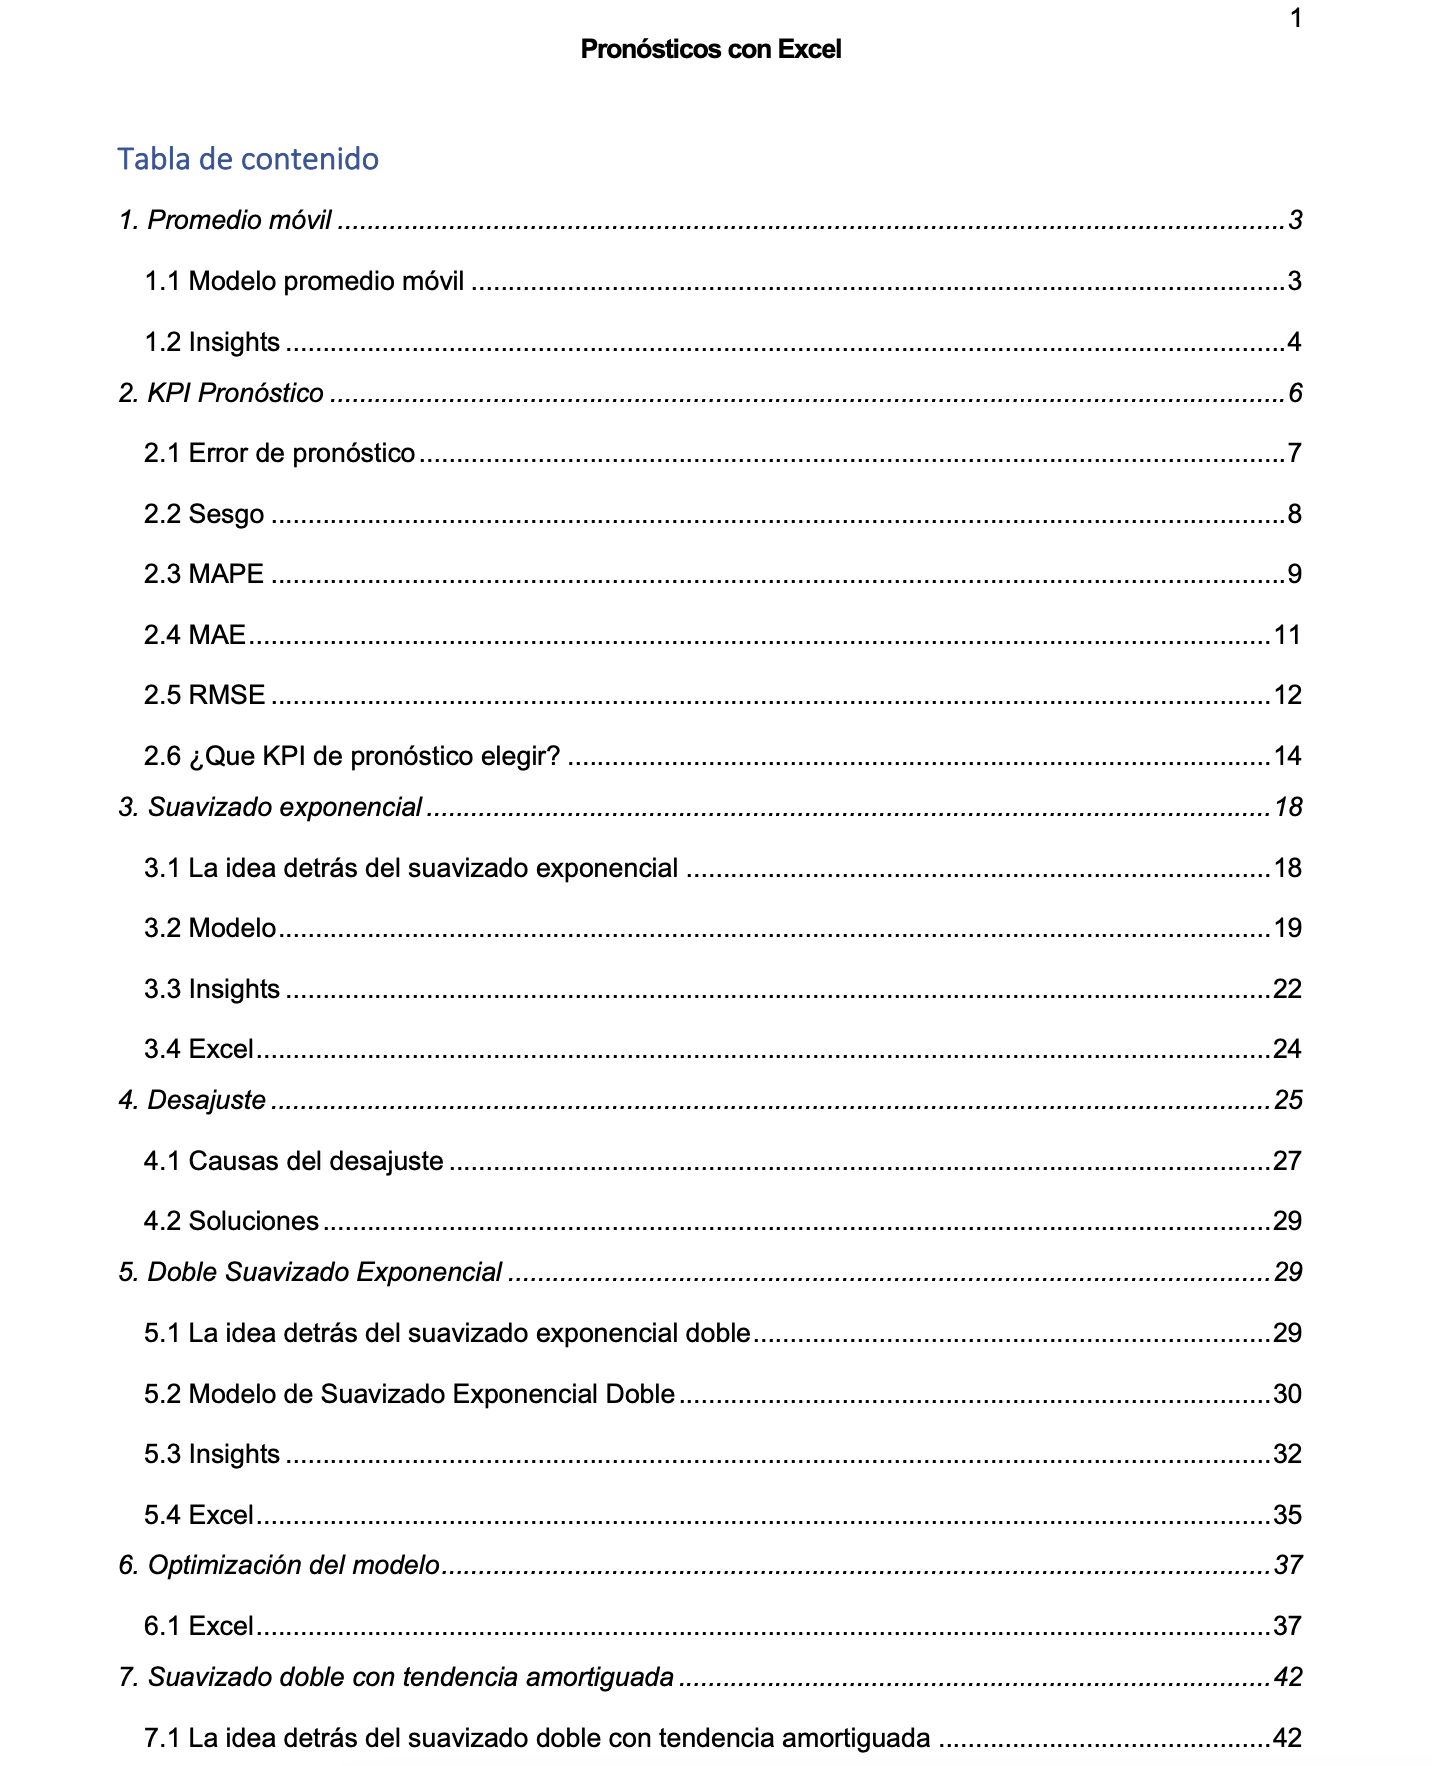 1
Pronósticos con Excel
Tabla de contenido
1. Promedio móvil ........................................................................................................................................ 3
1.1 Modelo promedio móvil ..................................................................................................................... 3
1.2 Insights ............................................................................................................................................... 4
2. KPI Pronóstico ......................................................................................................................................... 6
2.1 Error de pronóstico ............................................................................................................................ 7
2.2 Sesgo ................................................................................................................................................. 8
2.3 MAPE ................................................................................................................................................. 9
2.4 MAE .................................................................................................................................................. 11
2.5 RMSE ............................................................................................................................................... 12
2.6 ¿Que KPI de pronóstico elegir? ...................................................................................................... 14
3. Suavizado exponencial ......................................................................................................................... 18
3.1 La idea detrás del suavizado exponencial ...................................................................................... 18
3.2 Modelo .............................................................................................................................................. 19
3.3 Insights ............................................................................................................................................. 22
3.4 Excel ................................................................................................................................................. 24
4. Desajuste ............................................................................................................................................... 25
4.1 Causas del desajuste ...................................................................................................................... 27
4.2 Soluciones ........................................................................................................................................ 29
5. Doble Suavizado Exponencial .............................................................................................................. 29
5.1 La idea detrás del suavizado exponencial doble ............................................................................ 29
5.2 Modelo de Suavizado Exponencial Doble ...................................................................................... 30
5.3 Insights ............................................................................................................................................. 32
5.4 Excel ................................................................................................................................................. 35
6. Optimización del modelo ....................................................................................................................... 37
6.1 Excel ................................................................................................................................................. 37
7. Suavizado doble con tendencia amortiguada ...................................................................................... 42
7.1 La idea detrás del suavizado doble con tendencia amortiguada ................................................... 42